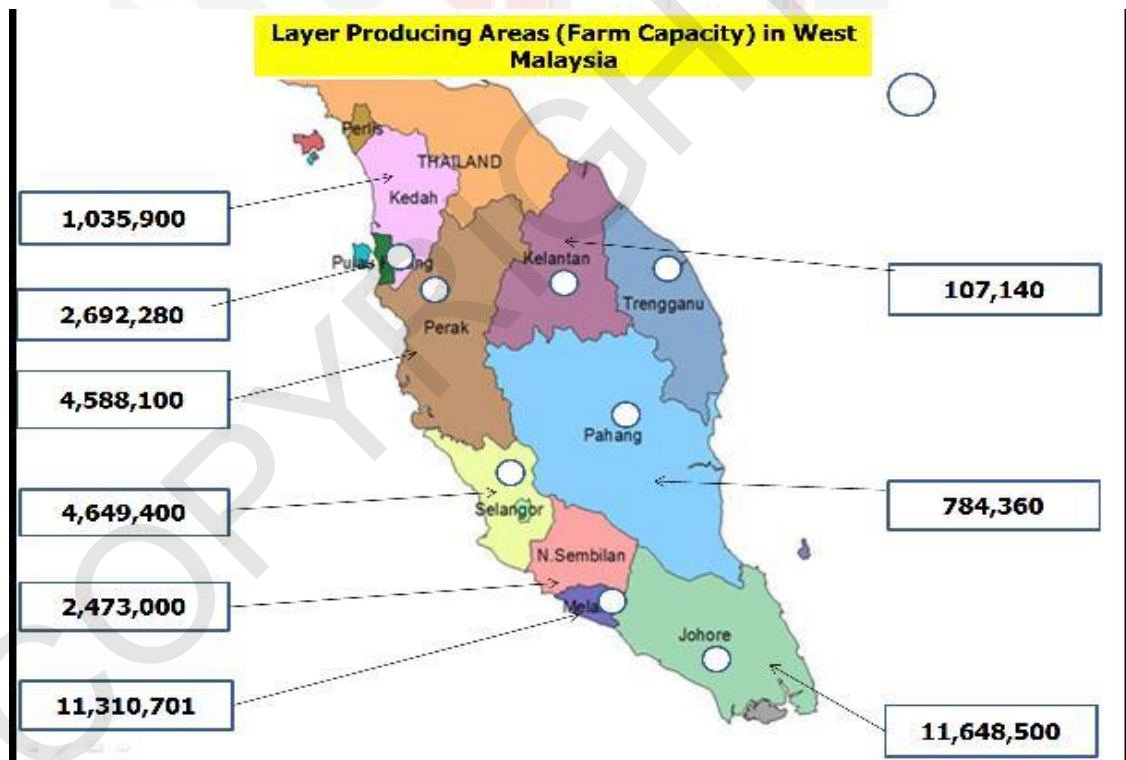 Layer Producing Areas (Farm Capacity) in West
Malaysia
Perlis
THAILAND
Kedah
1,035,900
Kelantan
107,140
2,692,280
Trengganu
Perak
4,588,100
Pahang
4,649,400
Selangor
784,360
N.Sembilan
2,473,000
Johore
11,310,701
11,648,500
COPYRIGHT